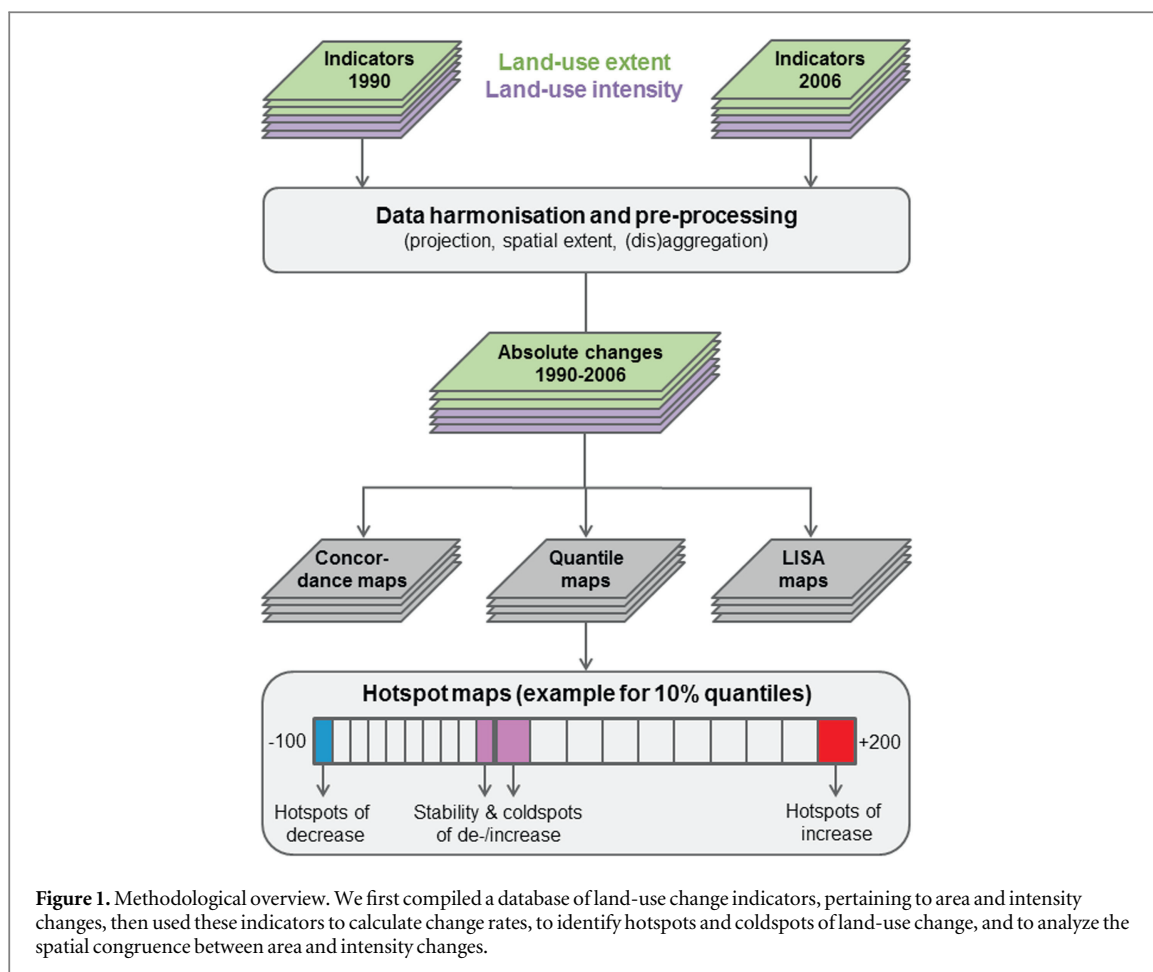 Indicators
1990
Land-use extent
Land-use intensity
Indicators
2006
Data harmonisation and pre-processing
(projection, spatial extent, (dis)aggregation)
Absolute changes
1990-2006
Concor-
dance maps
Quantile
maps
LISA
maps
Hotspot maps (example for 10% quantiles)
-100
+200
Hotspots of
decrease
Stability & coldspots
of de-/increase
Hotspots of
increase
Figure 1. Methodological overview. We first compiled a database of land-use change indicators, pertaining to area and intensity
changes, then used these indicators to calculate change rates, to identify hotspots and coldspots of land-use change, and to analyze the
spatial congruence between area and intensity changes.